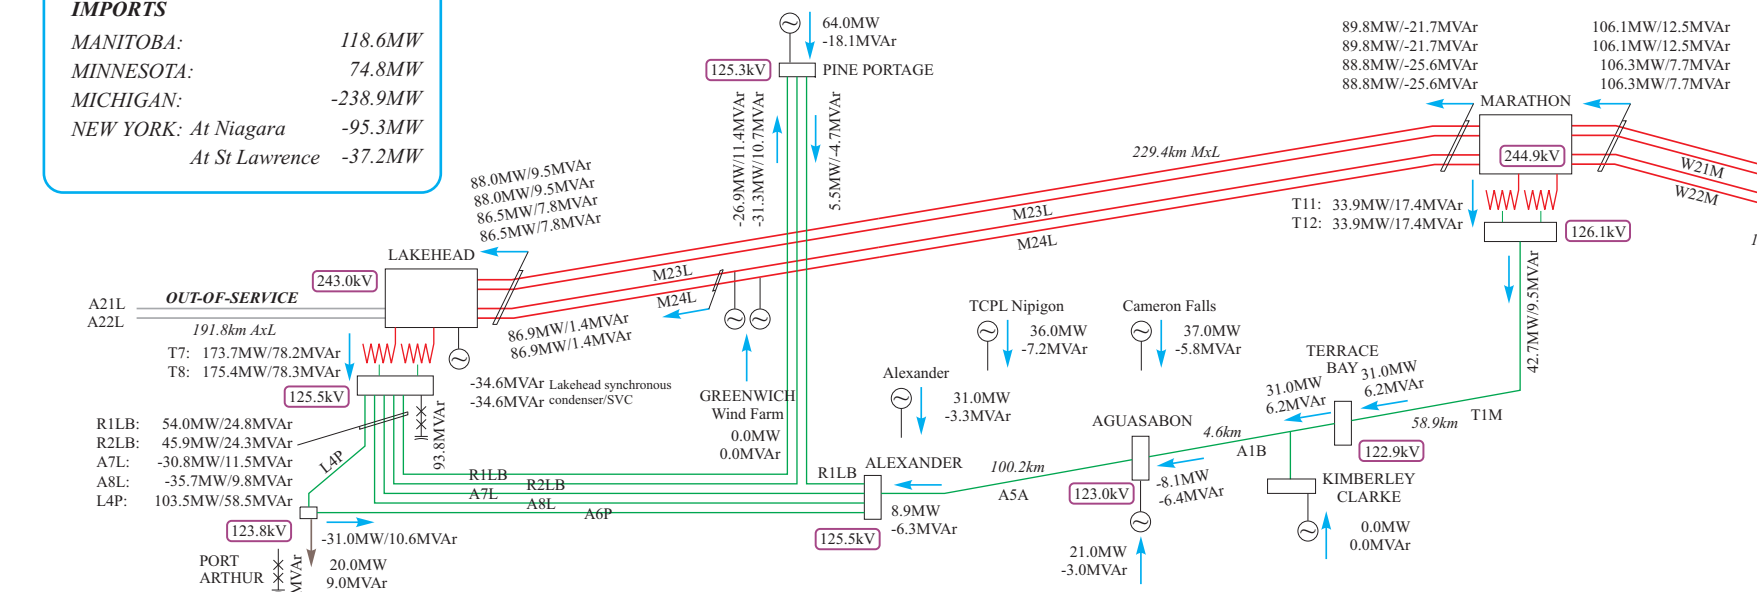 IMPORTS
MANITOBA: 118.6MW
MINNESOTA: 74.8MW
MICHIGAN: -238.9MW
NEW YORK: At Niagara -95.3MW
At St Lawrence -37.2MW
64.0MW
-18.1MVAr
125.3kV
PINE PORTAGE
-26.9MW/11.4MVAr
-31.3MW/10.7MVAr
5.5MW/-4.7MVAr
89.8MW/-21.7MVAr
89.8MW/-21.7MVAr
88.8MW/-25.6MVAr
88.8MW/-25.6MVAr
106.1MW/12.5MVAr
106.1MW/12.5MVAr
106.3MW/7.7MVAr
106.3MW/7.7MVAr
MARATHON
244.9kV
W21M
W22M
229.4km MxL
M23L
M24L
T11: 33.9MW/17.4MVAr
T12: 33.9MW/17.4MVAr
126.1kV
42.7MW/9.5MVAr
88.0MW/9.5MVAr
88.0MW/9.5MVAr
86.5MW/7.8MVAr
86.5MW/7.8MVAr
LAKEHEAD
243.0kV
M23L
M24L
86.9MW/1.4MVAr
86.9MW/1.4MVAr
A21L
A22L
OUT-OF-SERVICE
191.8km AxL
T7: 173.7MW/78.2MVAr
T8: 175.4MW/78.3MVAr
125.5kV
-34.6MVAr
-34.6MVAr
Lakehead synchronous
condenser/SVC
93.8MVAr
GREENWICH
Wind Farm
0.0MW
0.0MVAr
TCPL Nipigon
36.0MW
-7.2MVAr
Cameron Falls
37.0MW
-5.8MVAr
Alexander
31.0MW
-3.3MVAr
TERRACE
BAY
31.0MW
6.2MVAr
31.0MW
6.2MVAr
58.9km
T1M
122.9kV
AGUASABON
4.6km
A1B
123.0kV
-8.1MW
-6.4MVAr
21.0MW
-3.0MVAr
KIMBERLEY
CLARKE
0.0MW
0.0MVAr
R1LB: 54.0MW/24.8MVAr
R2LB: 45.9MW/24.3MVAr
A7L: -30.8MW/11.5MVAr
A8L: -35.7MW/9.8MVAr
L4P: 103.5MW/58.5MVAr
L4P
R1LB
R2LB
A7L
A8L
A6P
R1LB
ALEXANDER
100.2km
A5A
8.9MW
-6.3MVAr
125.5kV
123.8kV
-31.0MW/10.6MVAr
PORT
ARTHUR
MVAr
20.0MW
9.0MVAr